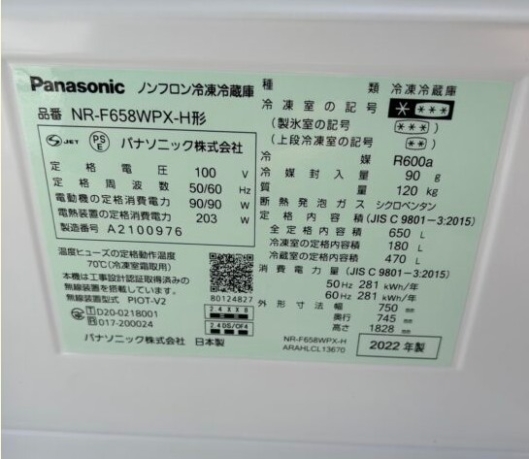 Panasonic ノンフロン冷凍冷蔵庫
品番 NR-F658WPX-H形
JET PS E パナソニック株式会社
定格電圧 100 V
定格周波数 50/60 Hz
電動機の定格消費電力 90/90 W
電熱装置の定格消費電力 203 W
製造番号 A2100976
温度ヒューズの定格動作温度
70℃(冷凍室霜取用)
本機は工事設計認証取得済みの
無線装置を搭載しています。
無線装置型式 PIOT-V2
T D20-0218001
R 017-200024
80124827
2.4XX8
2.4DS/OF4
パナソニック株式会社 日本製
種類 冷凍冷蔵庫
冷凍室の記号 * ***
(製氷室の記号 ***)
(上段冷凍室の記号 **)
冷媒 R600a
冷媒封入量 90 g
質量 120 kg
断熱発泡ガス シクロペンタン
定格内容積 (JIS C 9801-3:2015)
全定格内容積 650 L
冷凍室の定格内容積 180 L
冷蔵室の定格内容積 470 L
消費電力量 (JIS C 9801-3:2015)
50Hz 281 kWh/年
60Hz 281 kWh/年
外形寸法 幅 750 mm
奥行 745 mm
高さ 1828 mm
NR-F658WPX-H
ARAHLCL13670
2022年製